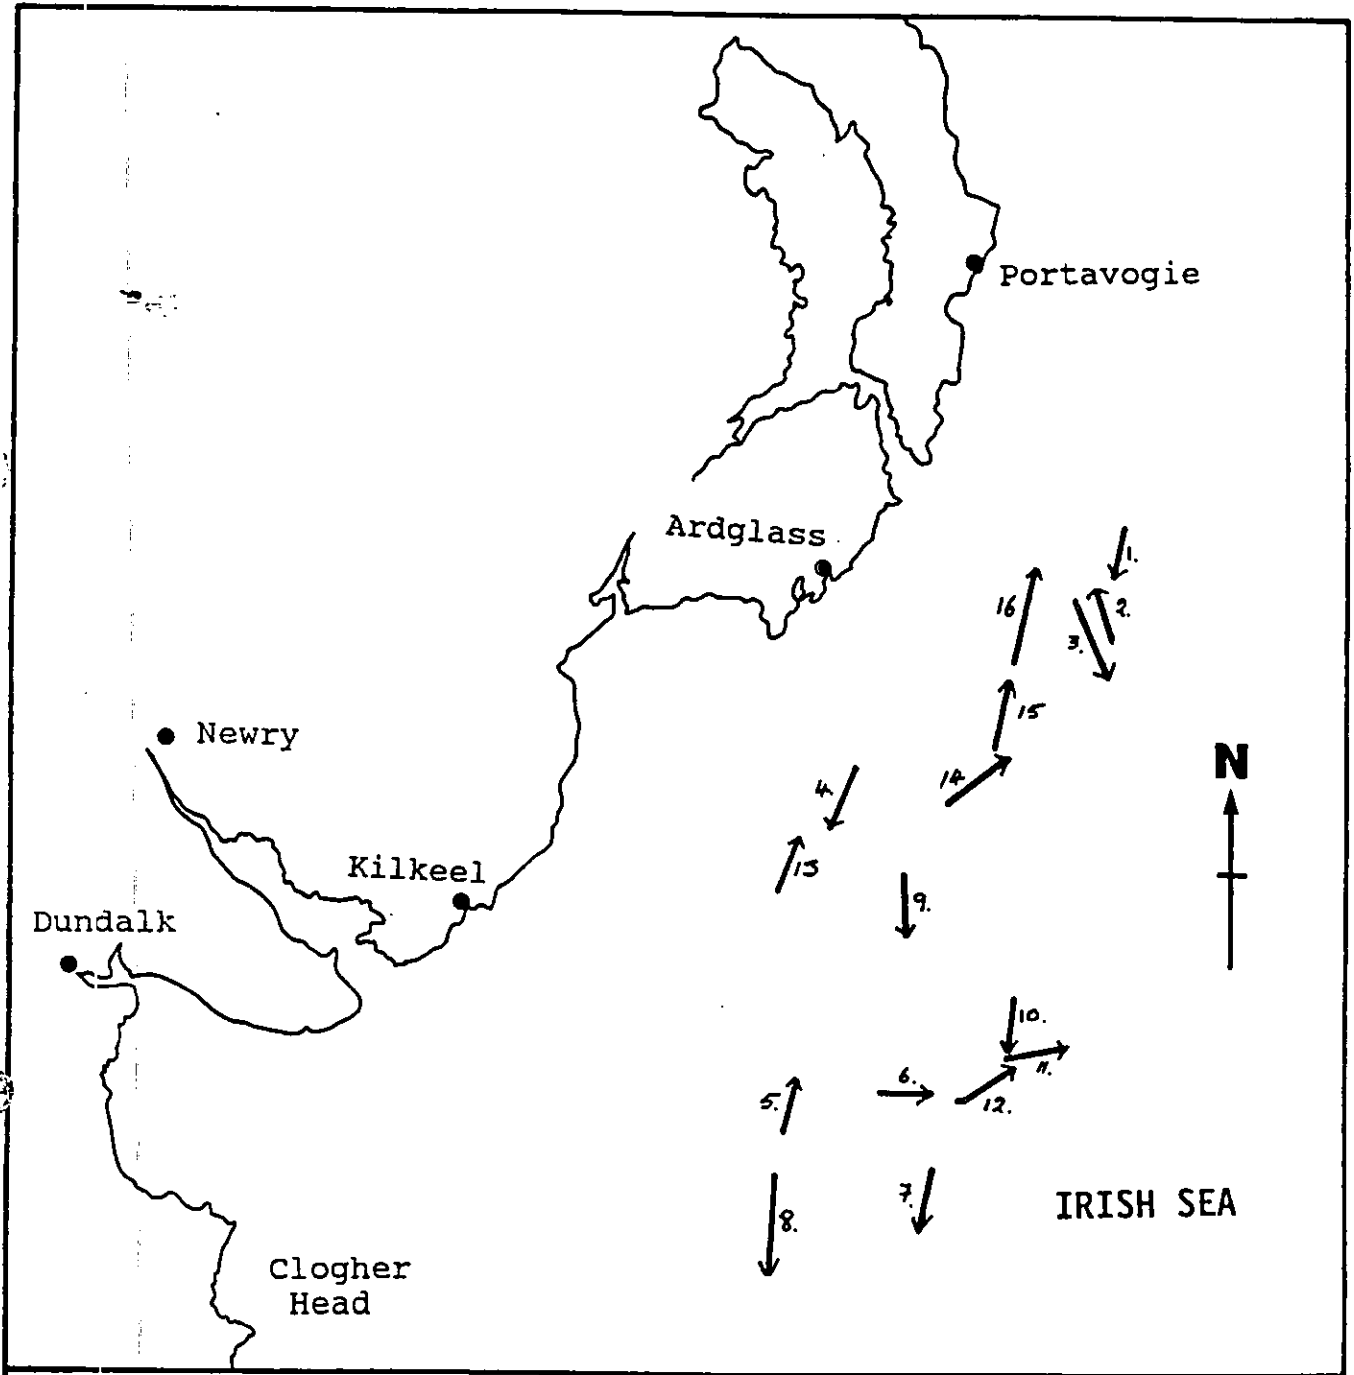 Portavogie
Ardglass
1.
2.
16
3.
15
N
Newry
14
4.
13
Kilkeel
9.
Dundalk
10.
11.
6.
5.
12.
7.
IRISH SEA
8.
Clogher
Head